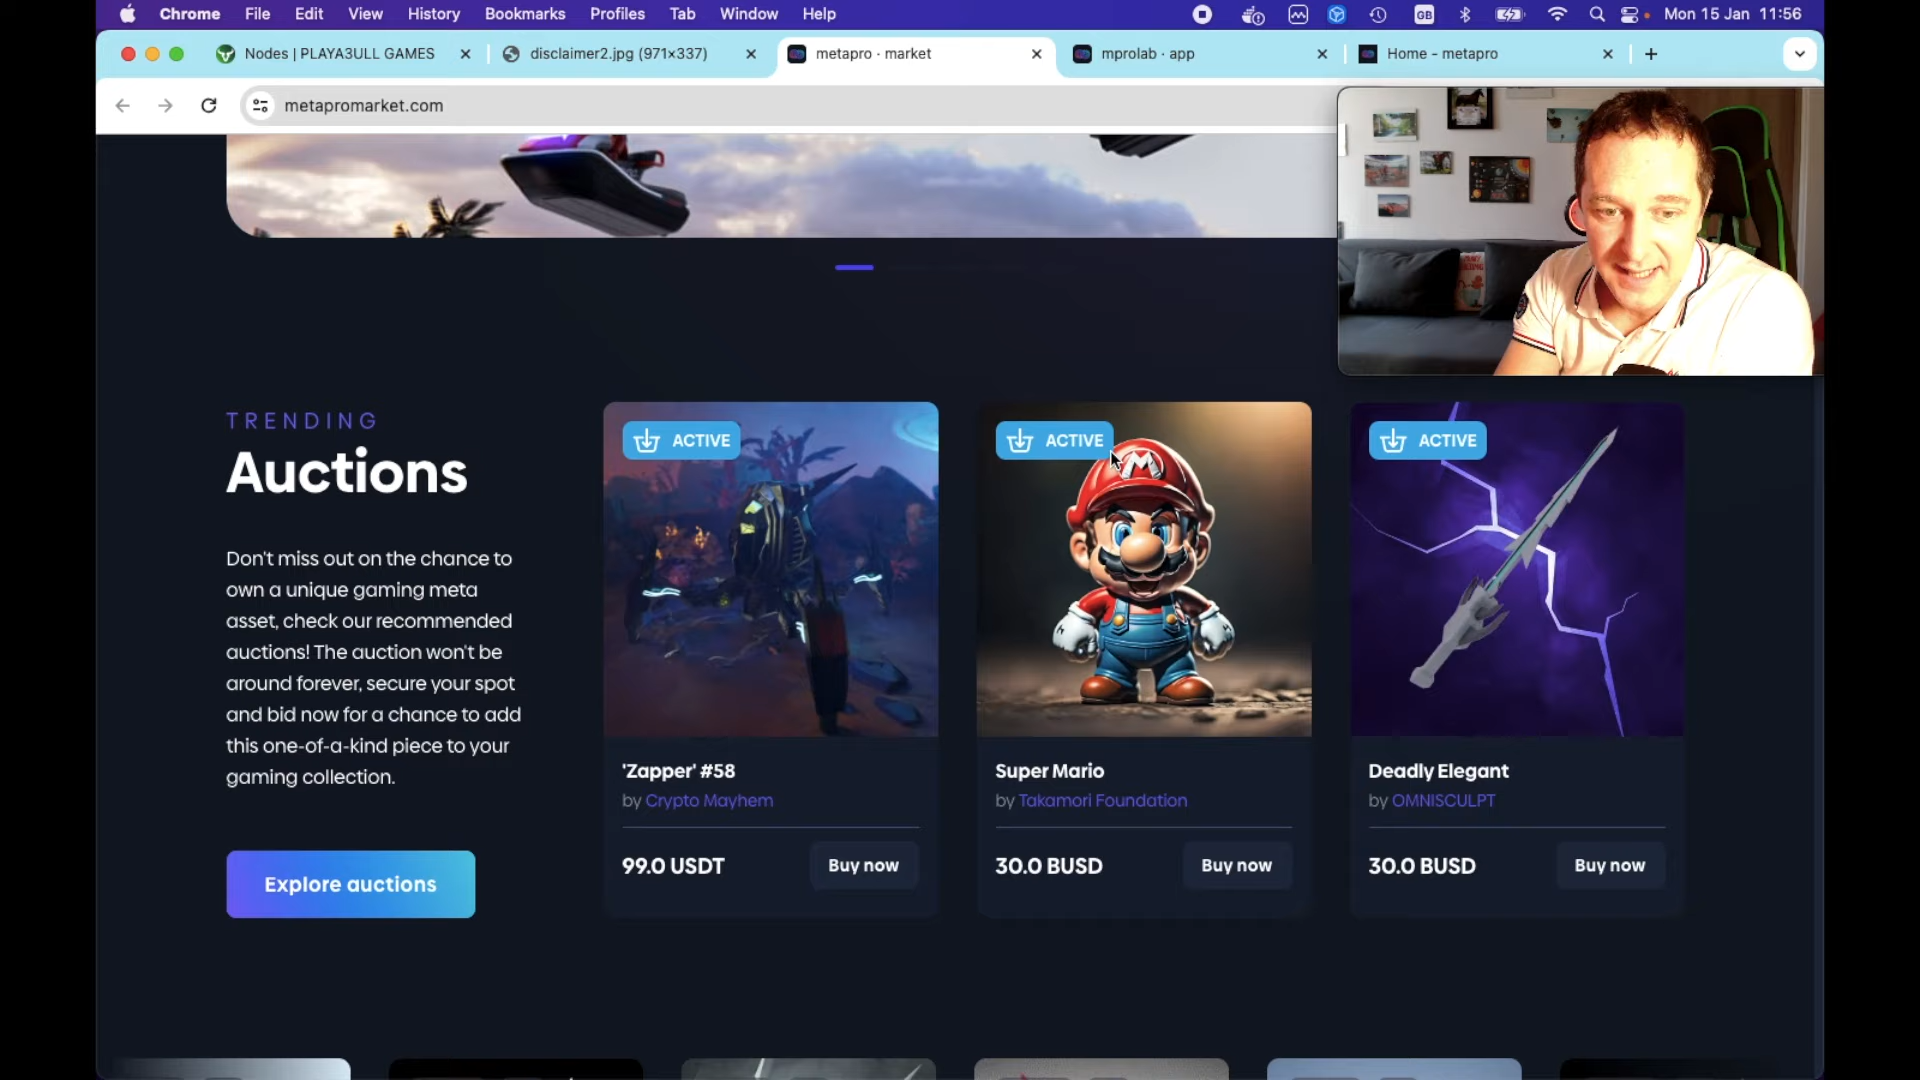 Chrome File Edit View History Bookmarks Profiles Tab Window Help GB Mon 15 Jan 11:56
Nodes | PLAYA3ULL GAMES disclaimer2.jpg (971×337) metapro · market mprolab · app Home - metapro
metapromarket.com
TRENDING
Auctions
Don't miss out on the chance to
own a unique gaming meta
asset, check our recommended
auctions! The auction won't be
around forever, secure your spot
and bid now for a chance to add
this one-of-a-kind piece to your
gaming collection.
Explore auctions
ACTIVE
'Zapper' #58
by Crypto Mayhem
99.0 USDT Buy now
ACTIVE
M
Super Mario
by Takamori Foundation
30.0 BUSD Buy now
ACTIVE
Deadly Elegant
by OMNISCULPT
30.0 BUSD Buy now